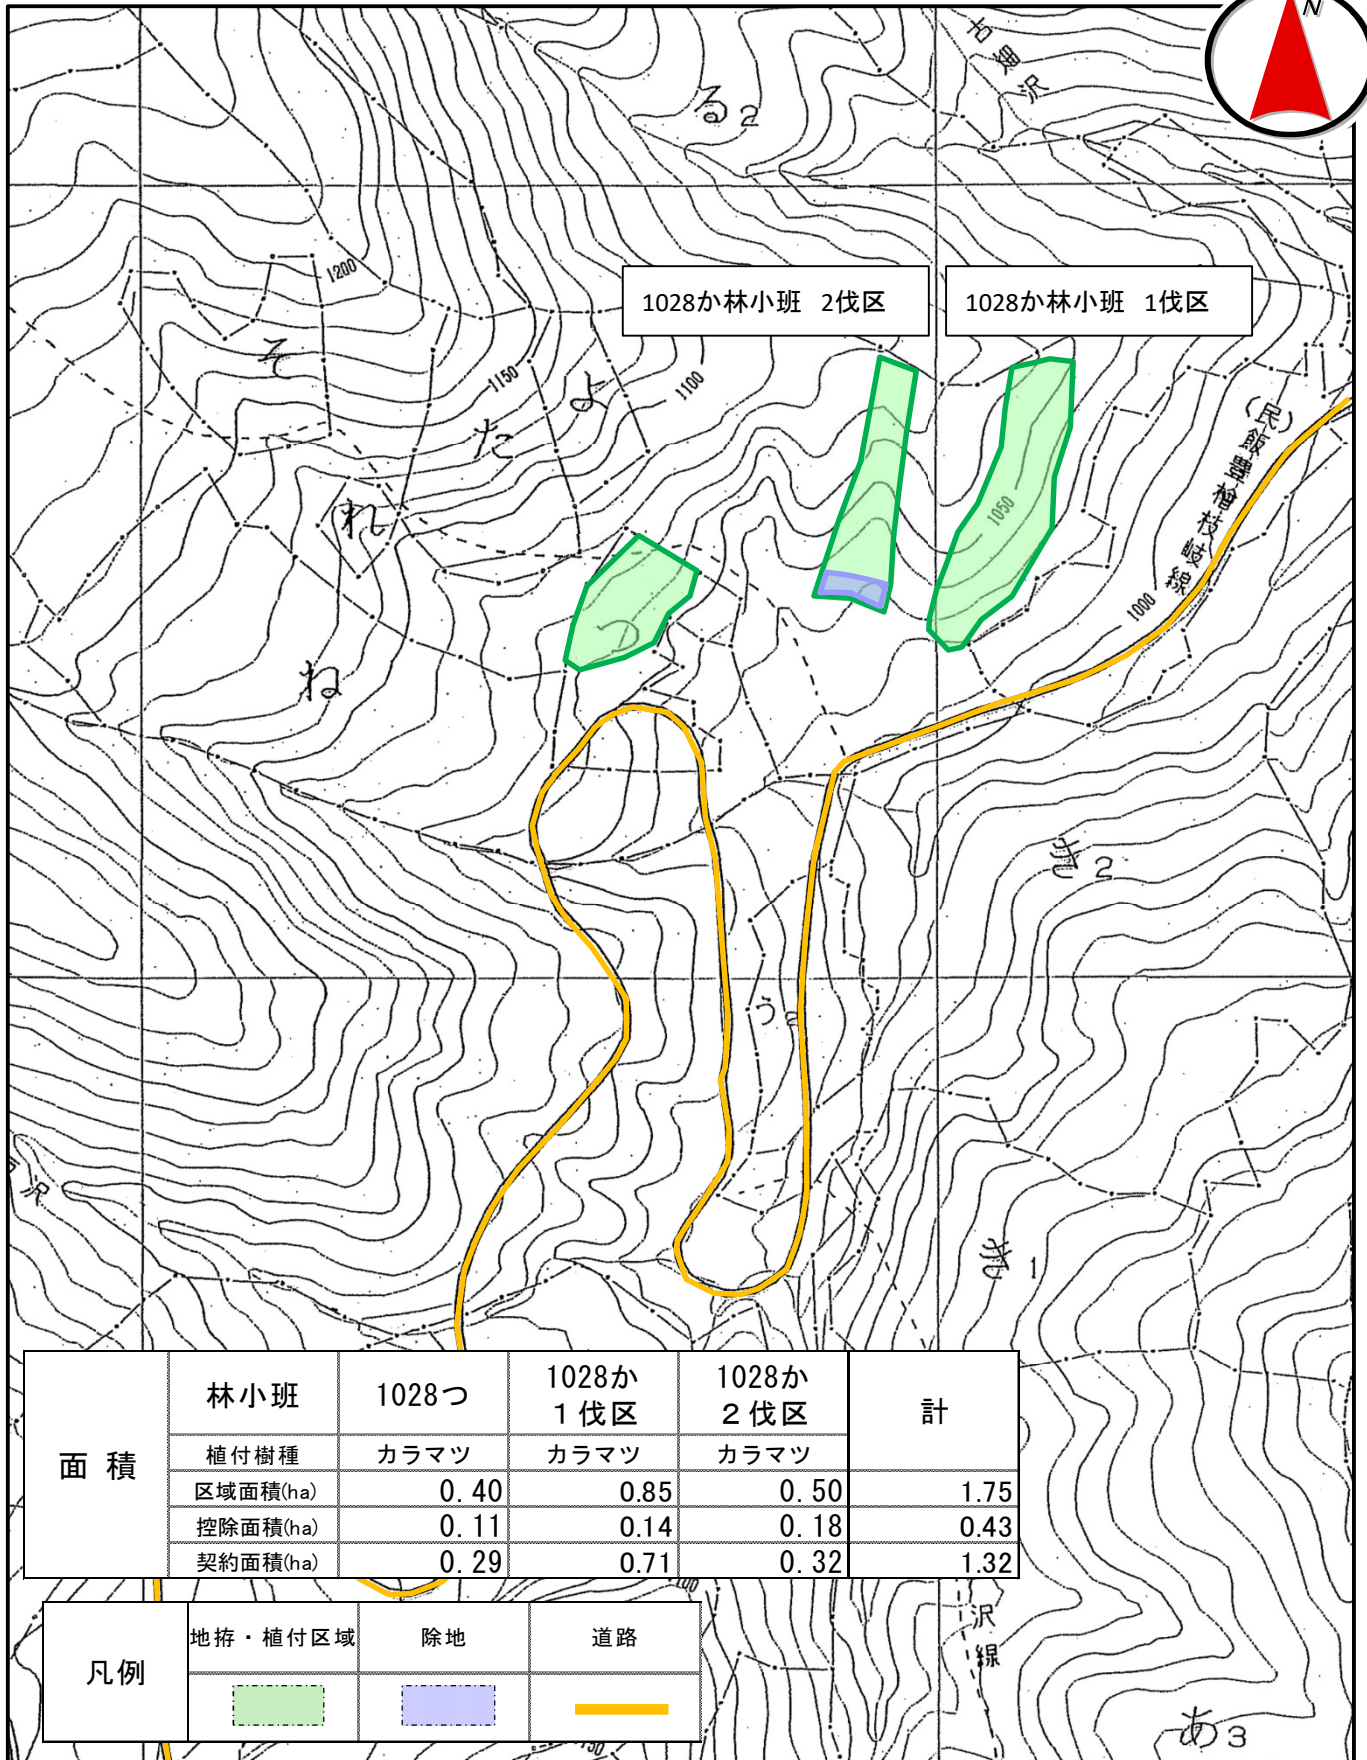 N
る2
1200
1028か林小班 2伐区
1028か林小班 1伐区
そ
1150
よ
1100
た
(民)飯豊檜枝岐線
れ
1050
1000
つ
ね
き2
う2
1
面 積
林小班
1028つ
1028か
1伐区
1028か
2伐区
計
植付樹種
カラマツ
カラマツ
カラマツ
区域面積(ha)
0.40
0.85
0.50
1.75
控除面積(ha)
0.11
0.14
0.18
0.43
契約面積(ha)
0.29
0.71
0.32
1.32
沢線
凡例
地拵・植付区域
除地
道路
あ3